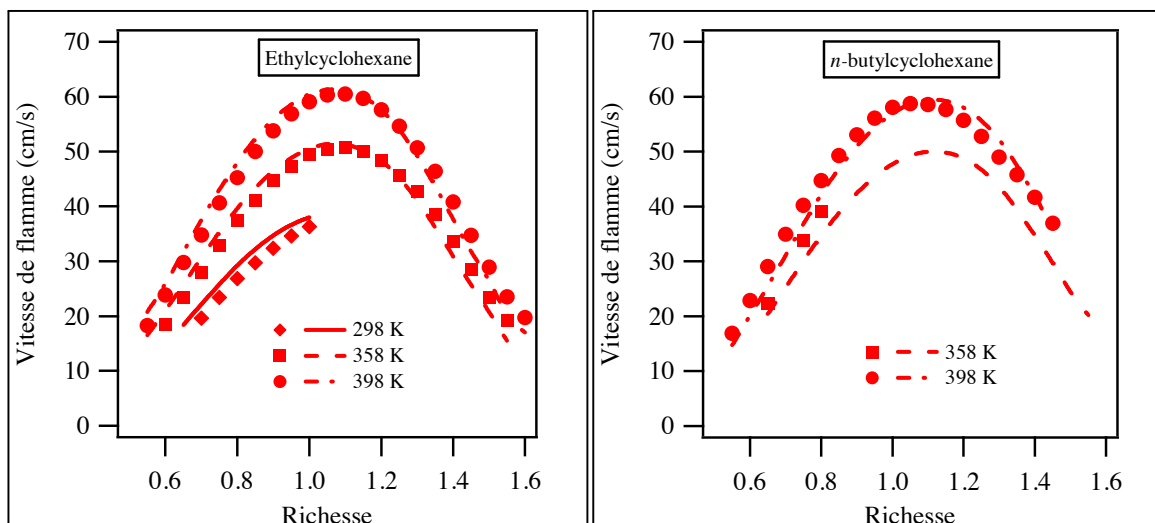 Ethylcyclohexane
Vitesse de flamme (cm/s)
70
60
50
40
30
20
10
0
298 K
358 K
398 K
0.6 0.8 1.0 1.2 1.4 1.6
Richesse
n-butylcyclohexane
Vitesse de flamme (cm/s)
70
60
50
40
30
20
10
0
358 K
398 K
0.6 0.8 1.0 1.2 1.4 1.6
Richesse